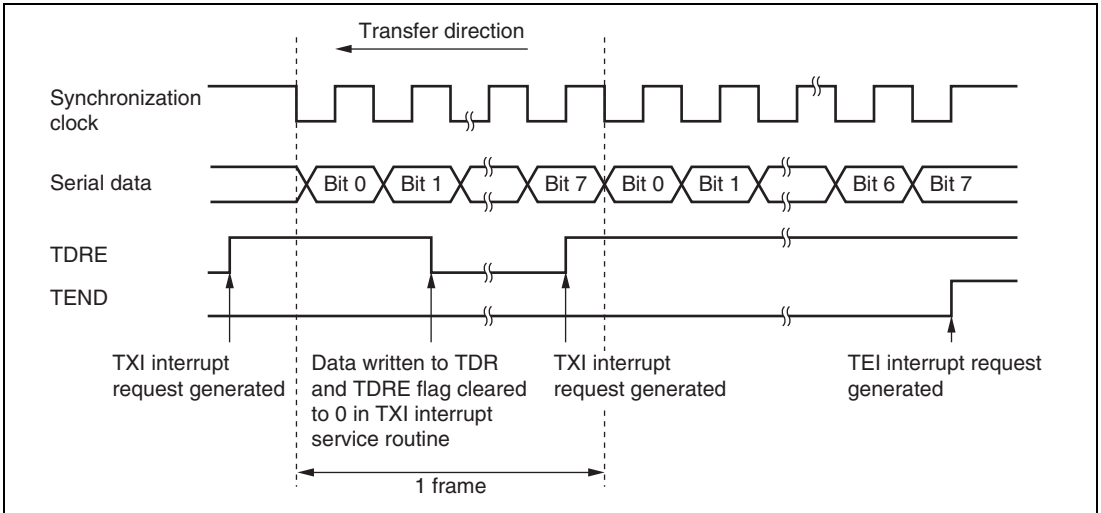 Transfer direction
Synchronization
clock
Serial data
Bit 0 Bit 1 Bit 7 Bit 0 Bit 1 Bit 6 Bit 7
TDRE
TEND
TXI interrupt
request generated
Data written to TDR
and TDRE flag cleared
to 0 in TXI interrupt
service routine
TXI interrupt
request generated
TEI interrupt request
generated
1 frame